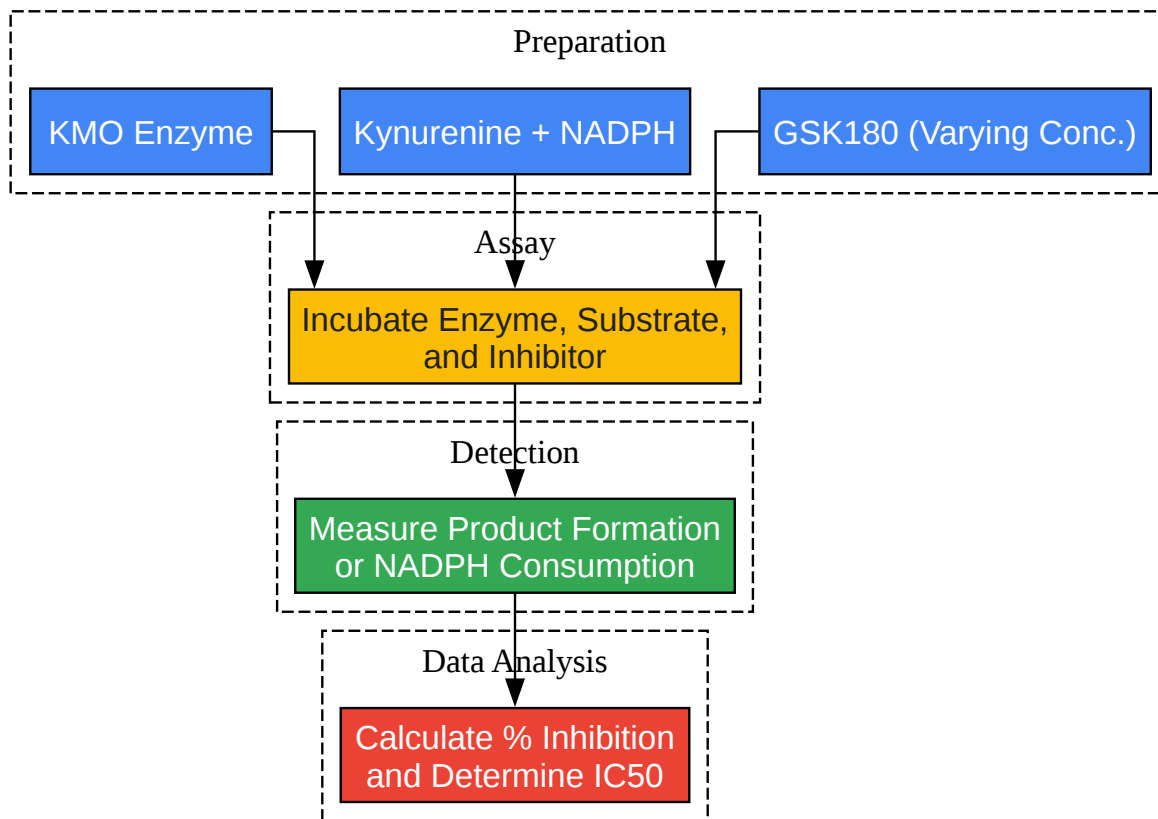 Preparation
KMO Enzyme
Kynurenine + NADPH
GSK180 (Varying Conc.)
Assay
Incubate Enzyme, Substrate,
and Inhibitor
Detection
Measure Product Formation
or NADPH Consumption
Data Analysis
Calculate % Inhibition
and Determine IC50